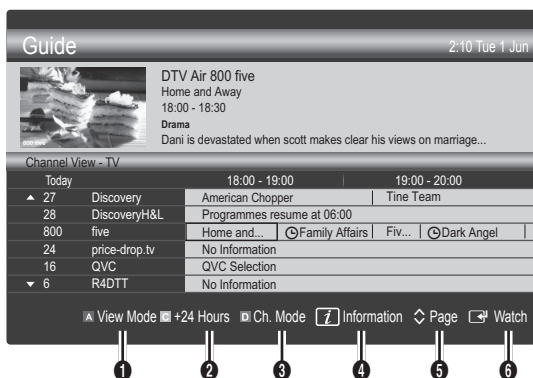 Guide 2:10 Tue 1 Jun
DTV Air 800 five
Home and Away
18:00 - 18:30
Drama
Dani is devastated when scott makes clear his views on marriage...
800 five
Channel View - TV
Today 18:00 - 19:00 19:00 - 20:00
▲ 27 Discovery American Chopper Tine Team
28 DiscoveryH&L Programmes resume at 06:00
800 five Home and... Family Affairs Fiv... Dark Angel
24 price-drop.tv No Information
16 QVC QVC Selection
▼ 6 R4DTT No Information
A View Mode C +24 Hours D Ch. Mode i Information Page Watch
1 2 3 4 5 6